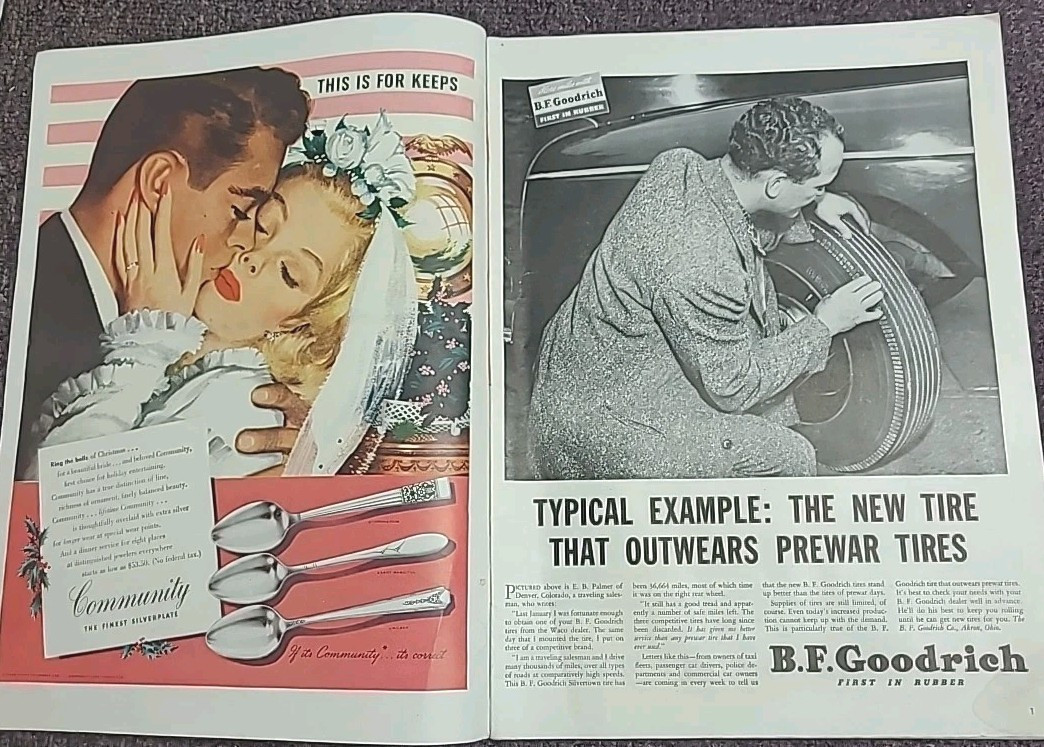 THIS IS FOR KEEPS
Ring the bells of Christmas . . .
for a beautiful bride . . . and beloved Community,
best choice for holiday entertaining.
Community has a true distinction of line,
richness of ornament, finely balanced beauty.
Community . . . lifetime Community . . .
is thoughtfully overlaid with extra silver
for longer wear at special wear points.
And a dinner service for eight places
at distinguished jewelers everywhere
starts as low as $53.50. (No federal tax.)
Community
THE FINEST SILVERPLATE
If it's Community* . . . it's correct
B.F. Goodrich
FIRST IN RUBBER
TYPICAL EXAMPLE: THE NEW TIRE
THAT OUTWEARS PREWAR TIRES
PICTURED above is E. B. Palmer of
Denver, Colorado, a traveling sales-
man, who writes:
"Last January I was fortunate enough
to obtain one of your B. F. Goodrich
tires from the Waco dealer. The same
day that I mounted the tire, I put on
three of a competitive brand.
"I am a traveling salesman and I drive
many thousands of miles, over all types
of roads at comparatively high speeds.
This B. F. Goodrich Silvertown tire has
been 36,664 miles, most of which time
it was on the right rear wheel.
"It still has a good tread and appar-
ently a number of safe miles left. The
three competitive tires have long since
been discarded. It has given me better
service than any prewar tire that I have
ever used."
Letters like this—from owners of taxi
fleets, passenger car drivers, police de-
partments and commercial car owners
—are coming in every week to tell us
that the new B. F. Goodrich tires stand
up better than the tires of prewar days.
Supplies of tires are still limited, of
course. Even today's increased produc-
tion cannot keep up with the demand.
This is particularly true of the B. F.
Goodrich tire that outwears prewar tires.
It's best to check your needs with your
B. F. Goodrich dealer well in advance.
He'll do his best to keep you rolling
until he can get new tires for you. The
B. F. Goodrich Co., Akron, Ohio.
B.F. Goodrich
FIRST IN RUBBER
1